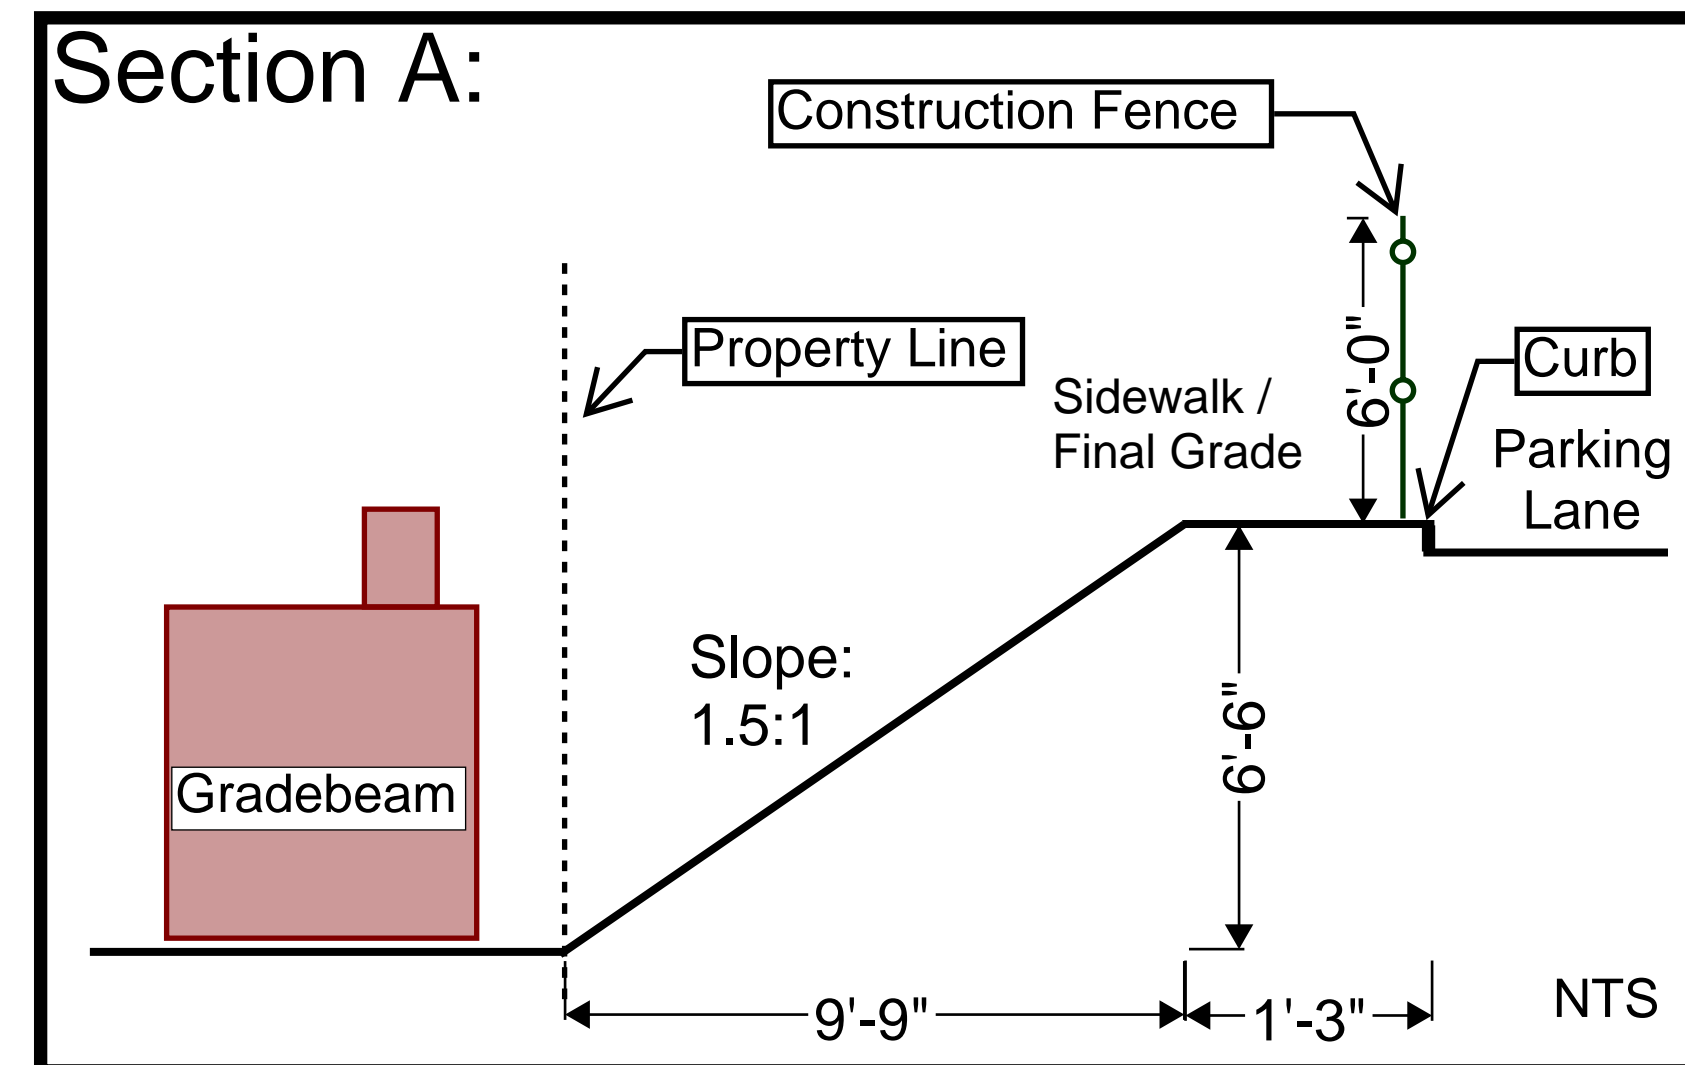 Section A:
Construction Fence
Property Line
6'-0"
Curb
Sidewalk /
Final Grade
Parking
Lane
Slope:
1.5:1
6'-6"
Gradebeam
9'-9"
1'-3"
NTS